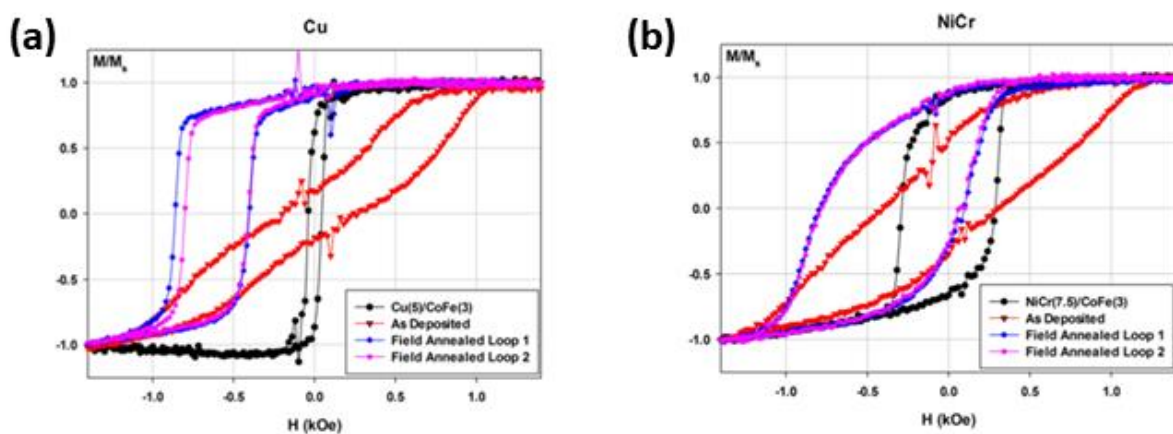 (a)
Cu
M/Ms
1.0
0.5
0.0
-0.5
-1.0
Cu(5)/CoFe(3)
As Deposited
Field Annealed Loop 1
Field Annealed Loop 2
-1.0 -0.5 0.0 0.5 1.0
H (kOe)
(b)
NiCr
M/Ms
1.0
0.5
0.0
-0.5
-1.0
NiCr(7.5)/CoFe(3)
As Deposited
Field Annealed Loop 1
Field Annealed Loop 2
-1.0 -0.5 0.0 0.5 1.0
H (kOe)